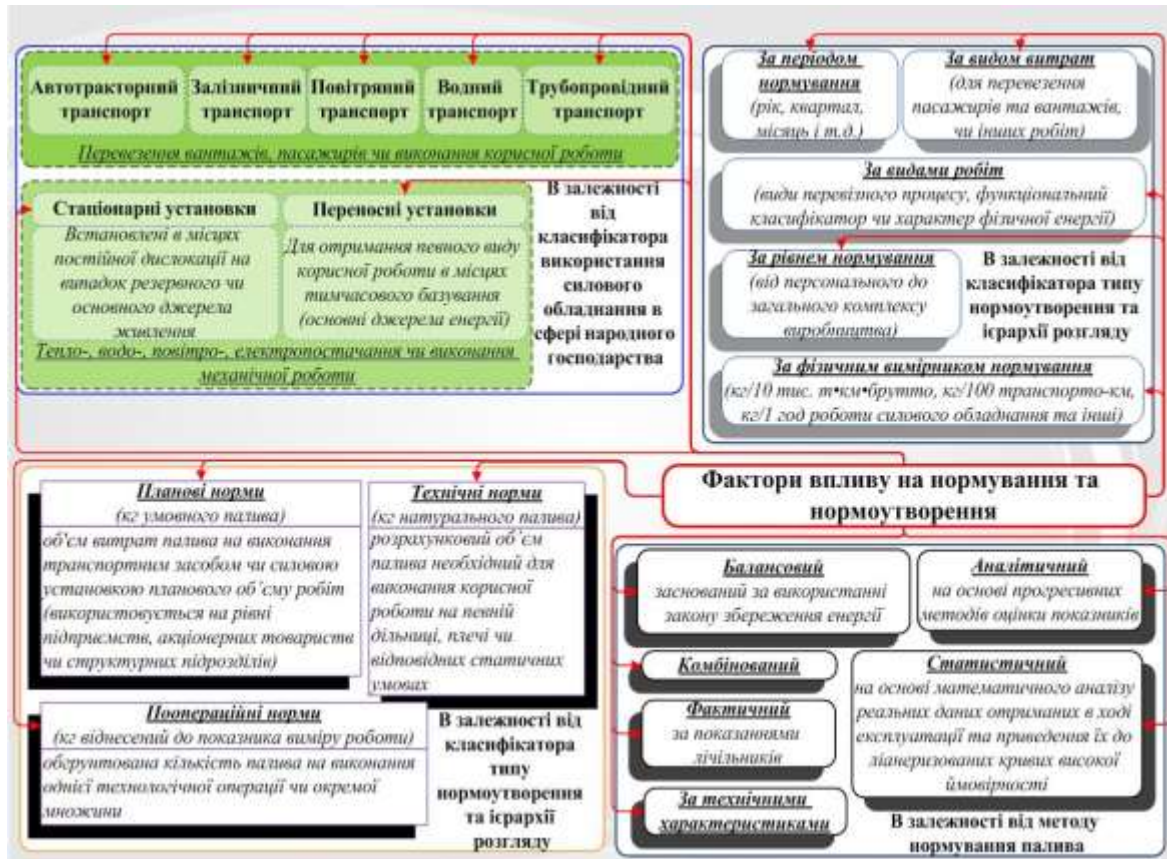 Автотракторний
транспорт
Залізничний
транспорт
Повітряний
транспорт
Водний
транспорт
Трубопровідний
транспорт
Перевезення вантажів, пасажирів чи виконання корисної роботи
Стаціонарні установки
Встановлені в місцях
постійної дислокації на
випадок резервного чи
основного джерела
живлення
Переносні установки
Для отримання певного виду
корисної роботи в місцях
тимчасового базування
(основні джерела енергії)
Тепло-, водо-, повітро-, електропостачання чи виконання
механічної роботи
В залежності
від
класифікатора
використання
силового
обладнання в
сфері народного
господарства
За періодом
нормування
(рік, квартал,
місяць і т.д.)
За видом витрат
(для перевезення
пасажирів та вантажів,
чи інших робіт)
За видами робіт
(види перевізного процесу, функціональний
класифікатор чи характер фізичної енергії)
За рівнем нормування
(від персонального до
загального комплексу
виробництва)
В залежності від
класифікатора типу
нормоутворення та
ієрархії розгляду
За фізичним вимірником нормування
(кг/10 тис. т•км•брутто, кг/100 транспорто-км,
кг/1 год роботи силового обладнання та інші)
Фактори впливу на нормування та
нормоутворення
Планові норми
(кг умовного палива)
об'єм витрат палива на виконання
транспортним засобом чи силовою
установкою планового об'єму робіт
(використовується на рівні
підприємств, акціонерних товариств
чи структурних підрозділів)
Технічні норми
(кг натурального палива)
розрахунковий об'єм
палива необхідний для
виконання корисної
роботи на певній
дільниці, плечі чи
відповідних статичних
умовах
Поопераційні норми
(кг віднесений до показника виміру роботи)
обґрунтована кількість палива на виконання
однієї технологічної операції чи окремої
множини
В залежності від
класифікатора
типу
нормоутворення
та ієрархії
розгляду
Балансовий
заснований за використанні
закону збереження енергії
Аналітичний
на основі прогресивних
методів оцінки показників
Комбінований
Фактичний
за показаннями
лічільників
За технічними
характеристиками
Статистичний
на основі математичного аналізу
реальних даних отриманих в ході
експлуатації та приведення їх до
ліанеризованих кривих високої
ймовірності
В залежності від методу
нормування палива